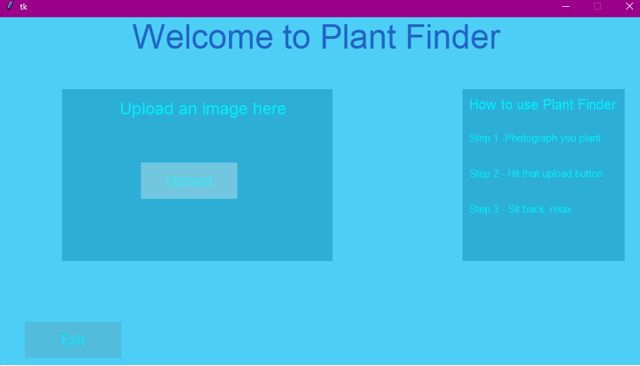 tk
Welcome to Plant Finder
Upload an image here
Upload
How to use Plant Finder
Step 1 -Photograph you plant
Step 2 - Hit that upload button
Step 3 - Sit back, relax
Exit